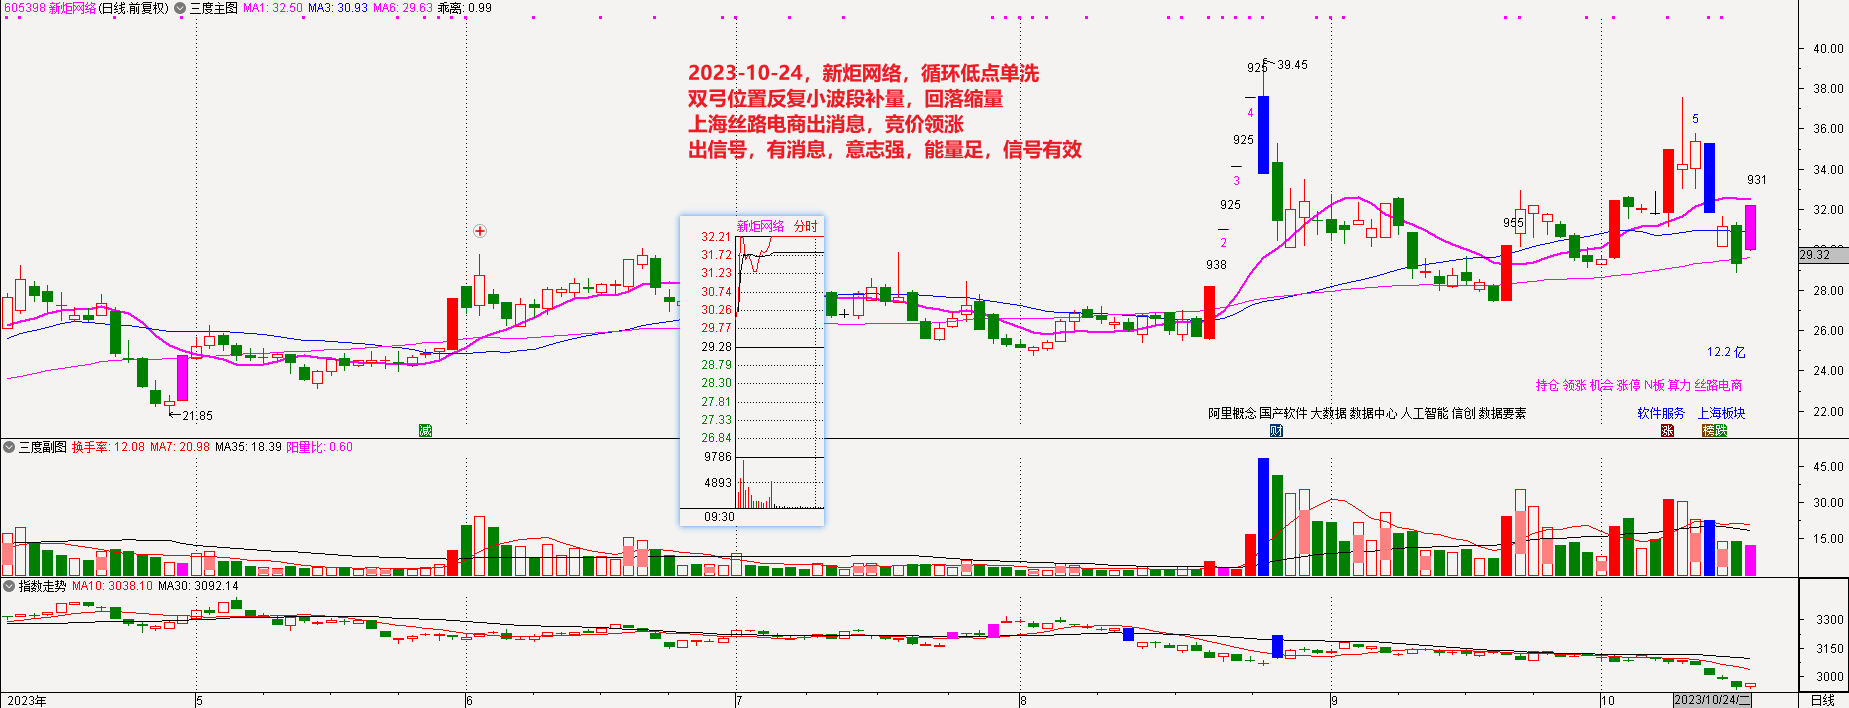 605398 新炬网络(日线.前复权) 三度主图 MA1: 32.50 MA3: 30.93 MA6: 29.63 乖离: 0.99
2023-10-24，新炬网络，循环低点单洗
双弓位置反复小波段补量，回落缩量
上海丝路电商出消息，竞价领涨
出信号，有消息，意志强，能量足，信号有效
925
39.45
4
925
3
925
2
938
955
5
931
12.2 亿
持仓 领涨 机会 涨停 N板 算力 丝路电商
阿里概念 国产软件 大数据 数据中心 人工智能 信创 数据要素
软件服务 上海板块
减
财
涨
榜
跌
21.85
40.00
38.00
36.00
34.00
32.00
29.32
28.00
26.00
24.00
22.00
新炬网络 分时
32.21
31.72
31.23
30.74
30.26
29.77
29.28
28.79
28.30
27.81
27.33
26.84
9786
4893
09:30
三度副图 换手率: 12.08 MA7: 20.98 MA35: 18.39 阳量比: 0.60
45.00
30.00
15.00
指数走势 MA10: 3038.10 MA30: 3092.14
3300
3150
3000
2023年
5
6
7
8
9
10
2023/10/24/二
日线